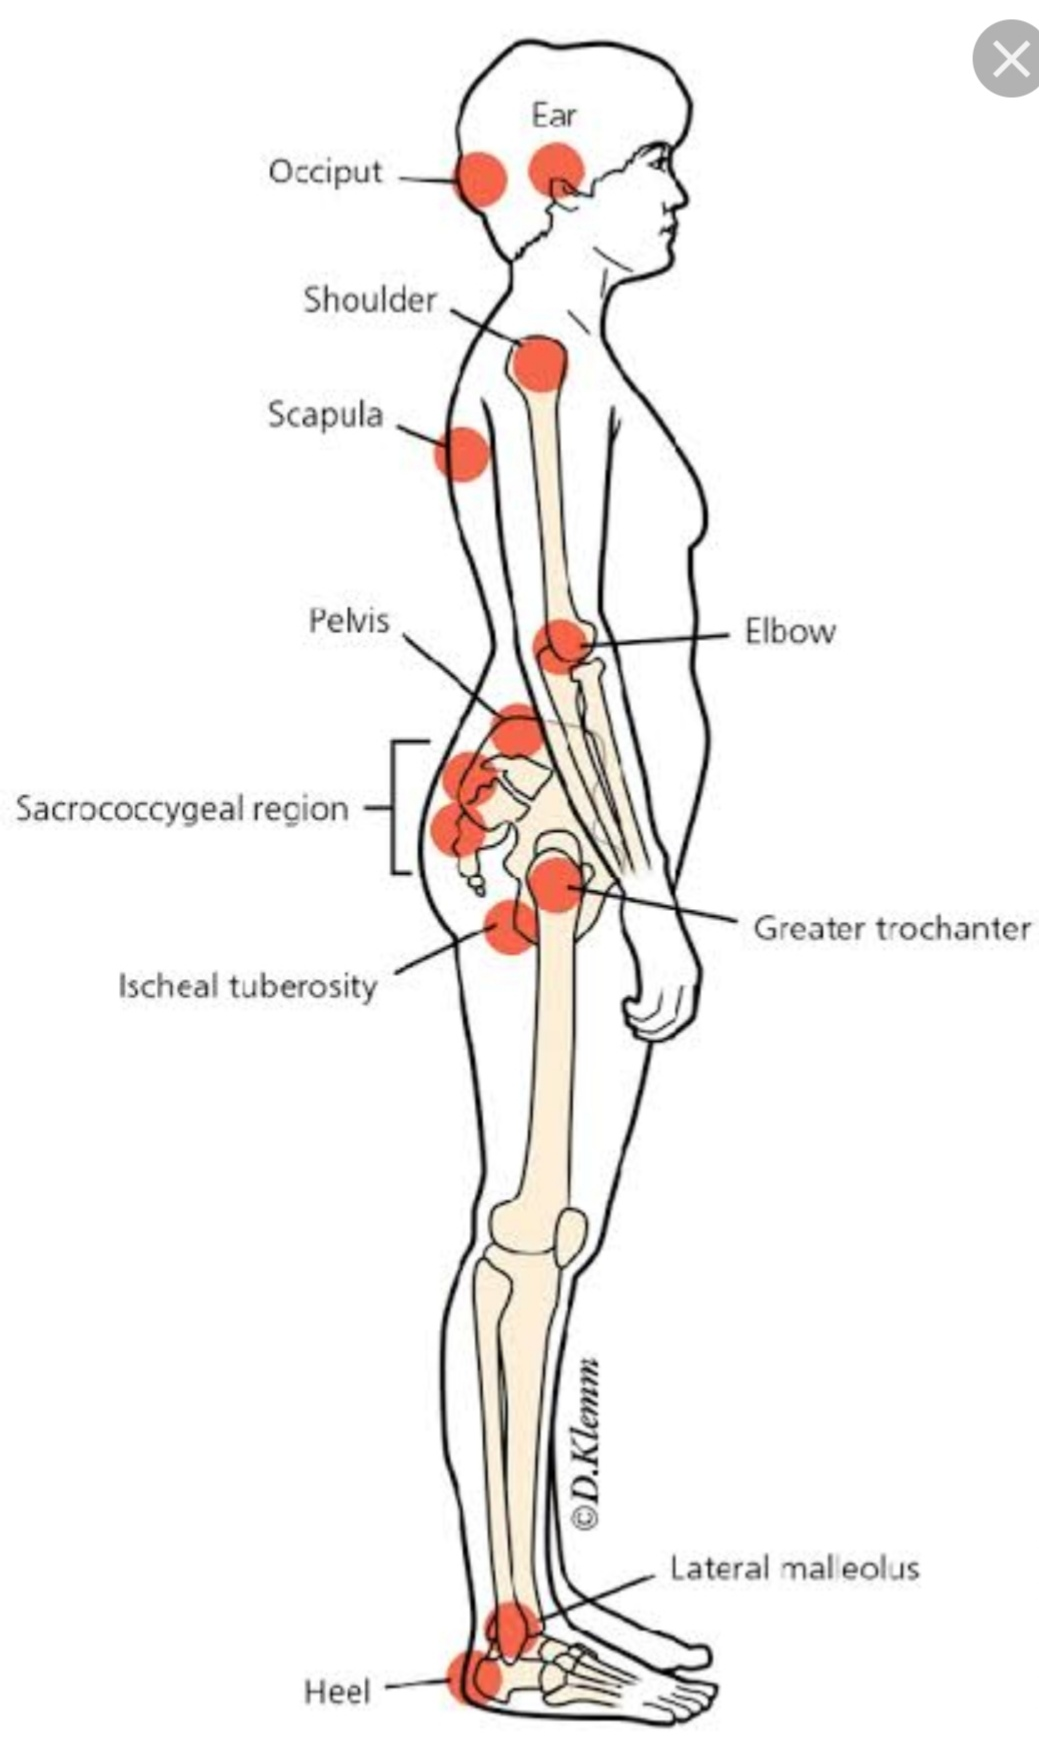 Ear
Occiput
Shoulder
Scapula
Pelvis
Elbow
Sacrococcygeal region
Greater trochanter
Ischeal tuberosity
©D.Klemm
Lateral malleolus
Heel